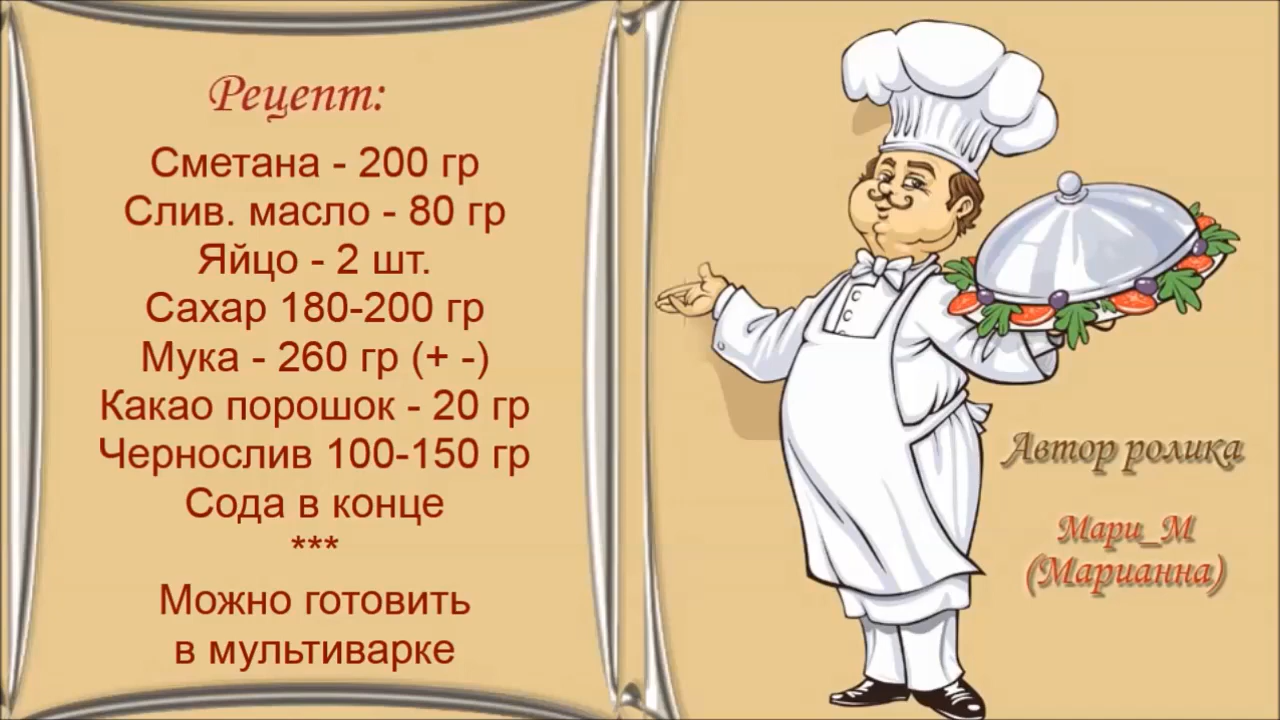 Рецепт:
Сметана - 200 гр
Слив. масло - 80 гр
Яйцо - 2 шт.
Сахар 180-200 гр
Мука - 260 гр (+ -)
Какао порошок - 20 гр
Чернослив 100-150 гр
Сода в конце
***
Можно готовить
в мультиварке
Автор ролика
Мари_М
(Марианна)